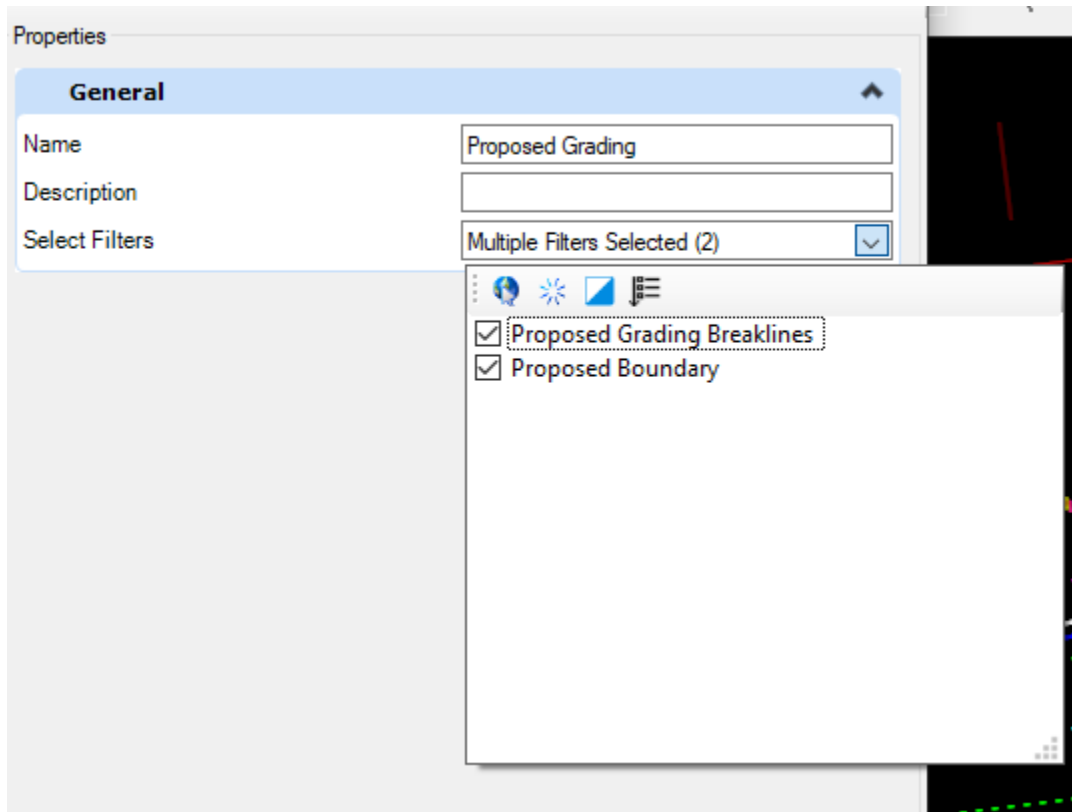 Properties
General
Name
Proposed Grading
Description
Select Filters
Multiple Filters Selected (2)
Proposed Grading Breaklines
Proposed Boundary